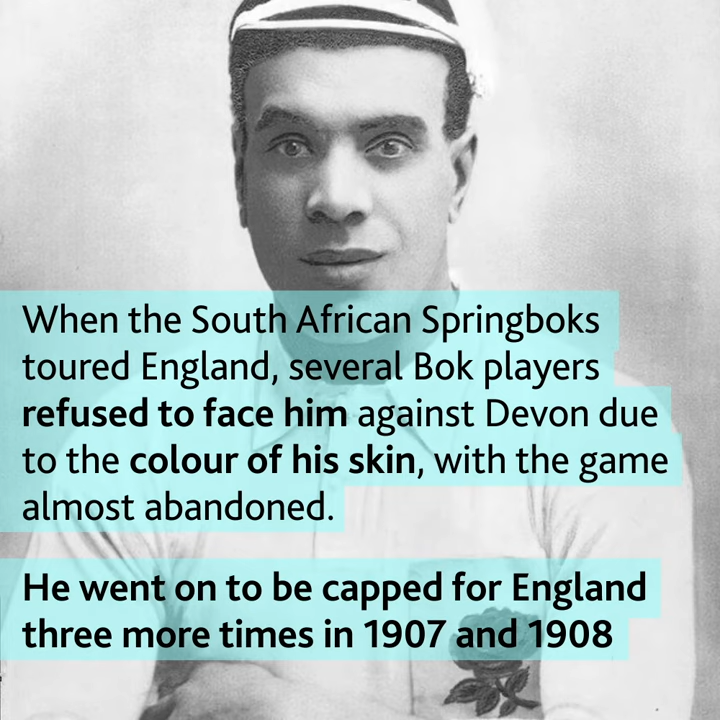 When the South African Springboks
toured England, several Bok players
refused to face him against Devon due
to the colour of his skin, with the game
almost abandoned.
He went on to be capped for England
three more times in 1907 and 1908